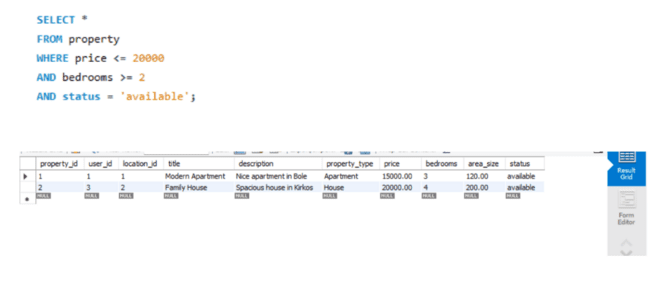 SELECT *
FROM property
WHERE price <= 20000
AND bedrooms >= 2
AND status = 'available';
property_id user_id location_id title description property_type price bedrooms area_size status
1 1 1 Modern Apartment Nice apartment in Bole Apartment 15000.00 3 120.00 available
2 3 2 Family House Spacious house in Kirkos House 20000.00 4 200.00 available
NULL NULL NULL NULL NULL NULL NULL NULL NULL NULL
Result
Grid
Form
Editor